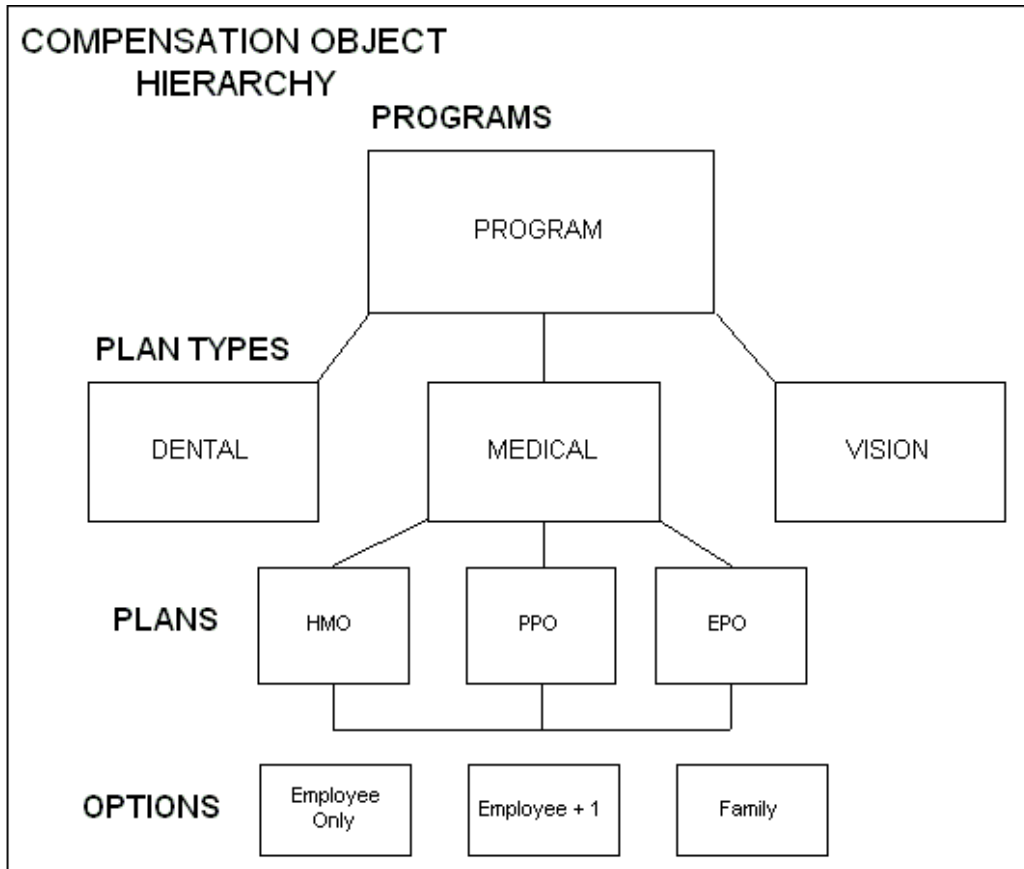 COMPENSATION OBJECT
HIERARCHY
PROGRAMS
PROGRAM
PLAN TYPES
DENTAL
MEDICAL
VISION
PLANS
HMO
PPO
EPO
OPTIONS
Employee
Only
Employee + 1
Family